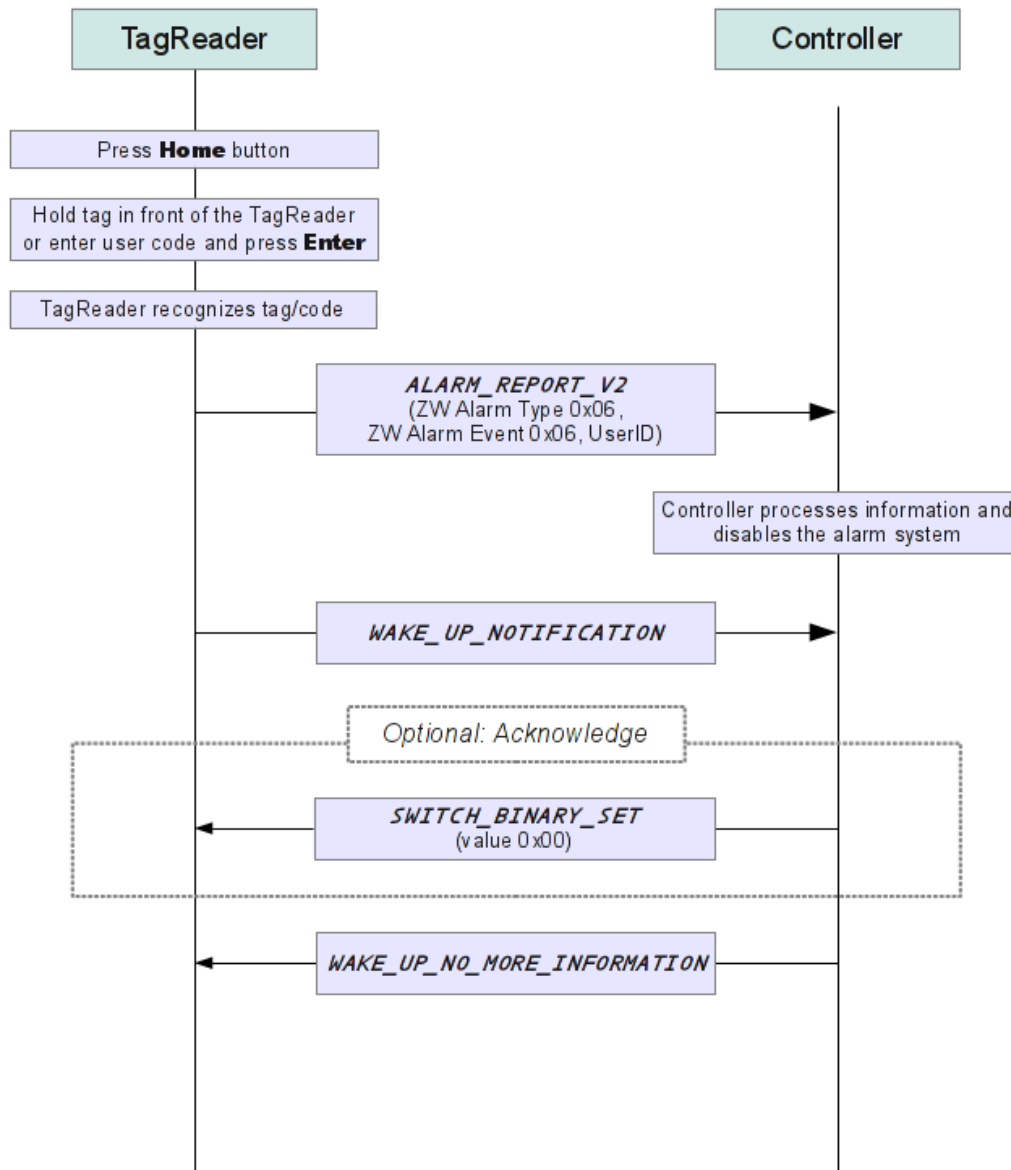 TagReader
Controller
Press Home button
Hold tag in front of the TagReader
or enter user code and press Enter
TagReader recognizes tag/code
ALARM_REPORT_V2
(ZW Alarm Type 0x06,
ZW Alarm Event 0x06, UserID)
Controller processes information and
disables the alarm system
WAKE_UP_NOTIFICATION
Optional: Acknowledge
SWITCH_BINARY_SET
(value 0x00)
WAKE_UP_NO_MORE_INFORMATION